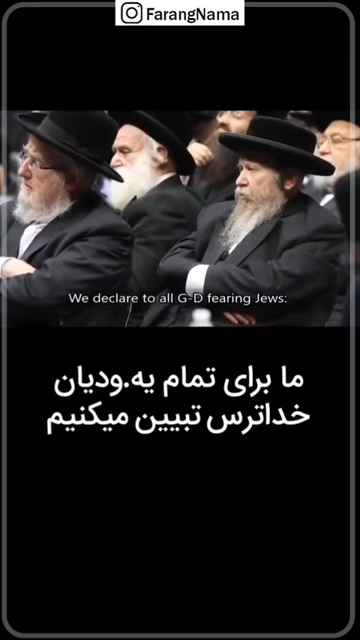 FarangNama
We declare to all G-D fearing Jews:
ما برای تمام یه.ودیان
خداترس تبیین میکنیم